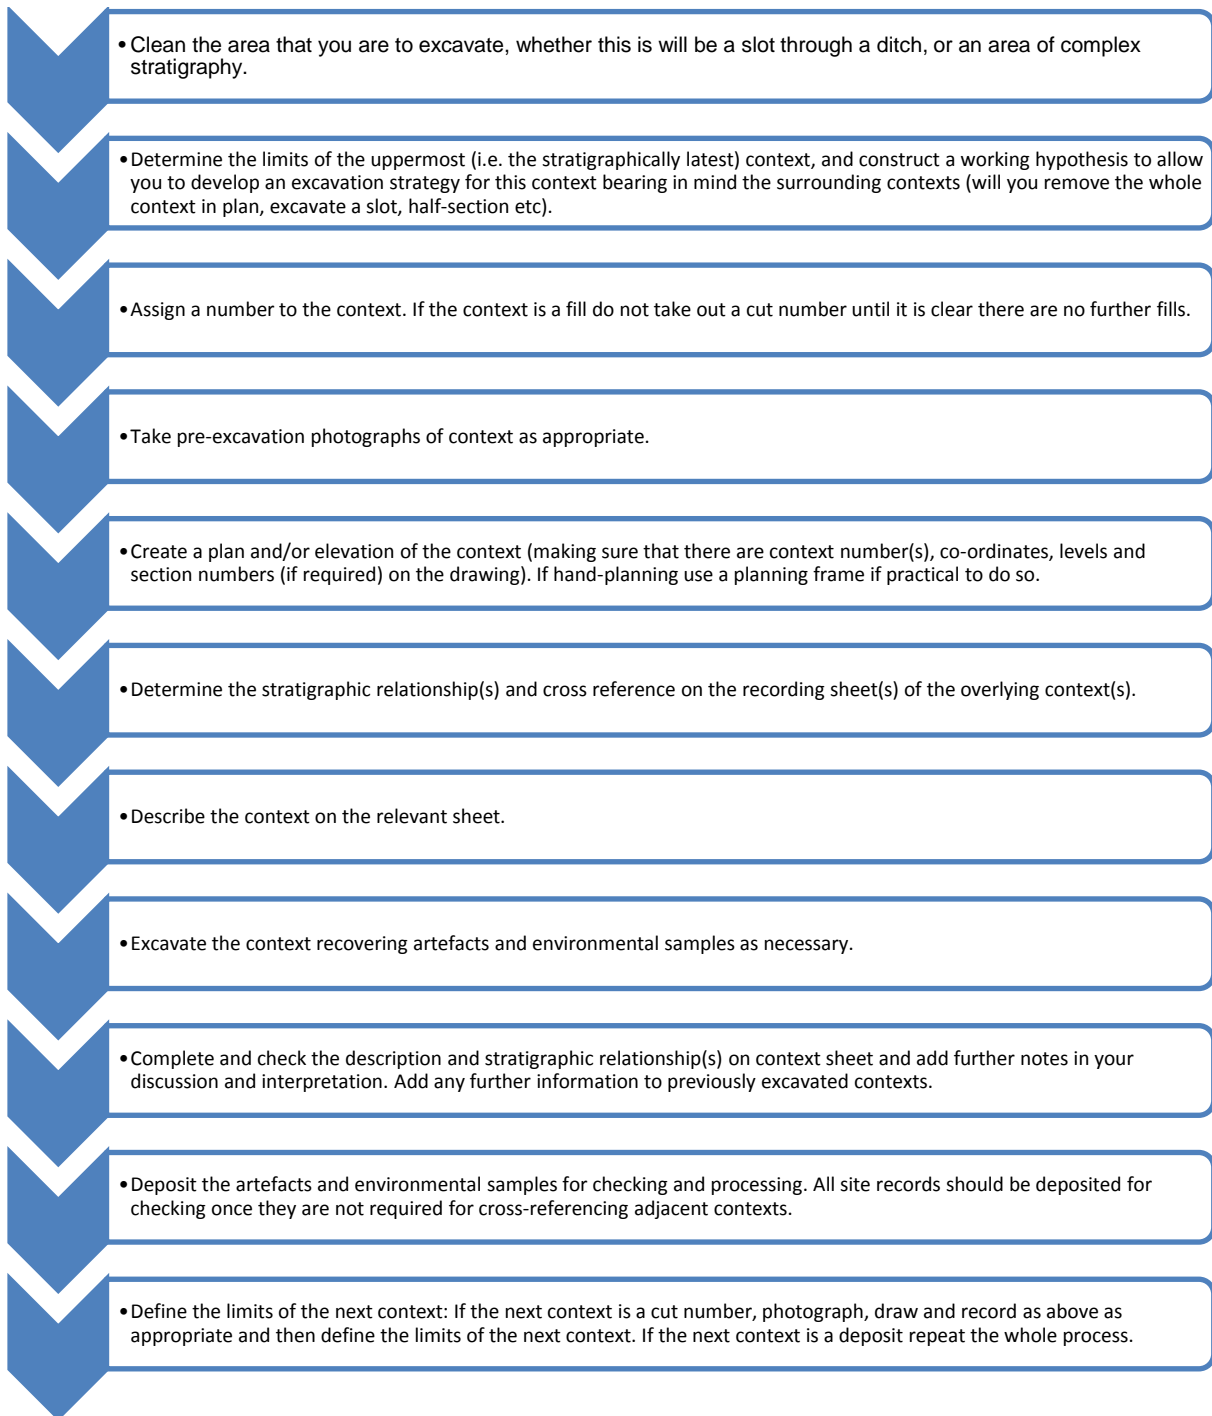 • Clean the area that you are to excavate, whether this is will be a slot through a ditch, or an area of complex
stratigraphy.
• Determine the limits of the uppermost (i.e. the stratigraphically latest) context, and construct a working hypothesis to allow
you to develop an excavation strategy for this context bearing in mind the surrounding contexts (will you remove the whole
context in plan, excavate a slot, half-section etc).
• Assign a number to the context. If the context is a fill do not take out a cut number until it is clear there are no further fills.
• Take pre-excavation photographs of context as appropriate.
• Create a plan and/or elevation of the context (making sure that there are context number(s), co-ordinates, levels and
section numbers (if required) on the drawing). If hand-planning use a planning frame if practical to do so.
• Determine the stratigraphic relationship(s) and cross reference on the recording sheet(s) of the overlying context(s).
• Describe the context on the relevant sheet.
• Excavate the context recovering artefacts and environmental samples as necessary.
• Complete and check the description and stratigraphic relationship(s) on context sheet and add further notes in your
discussion and interpretation. Add any further information to previously excavated contexts.
• Deposit the artefacts and environmental samples for checking and processing. All site records should be deposited for
checking once they are not required for cross-referencing adjacent contexts.
• Define the limits of the next context: If the next context is a cut number, photograph, draw and record as above as
appropriate and then define the limits of the next context. If the next context is a deposit repeat the whole process.